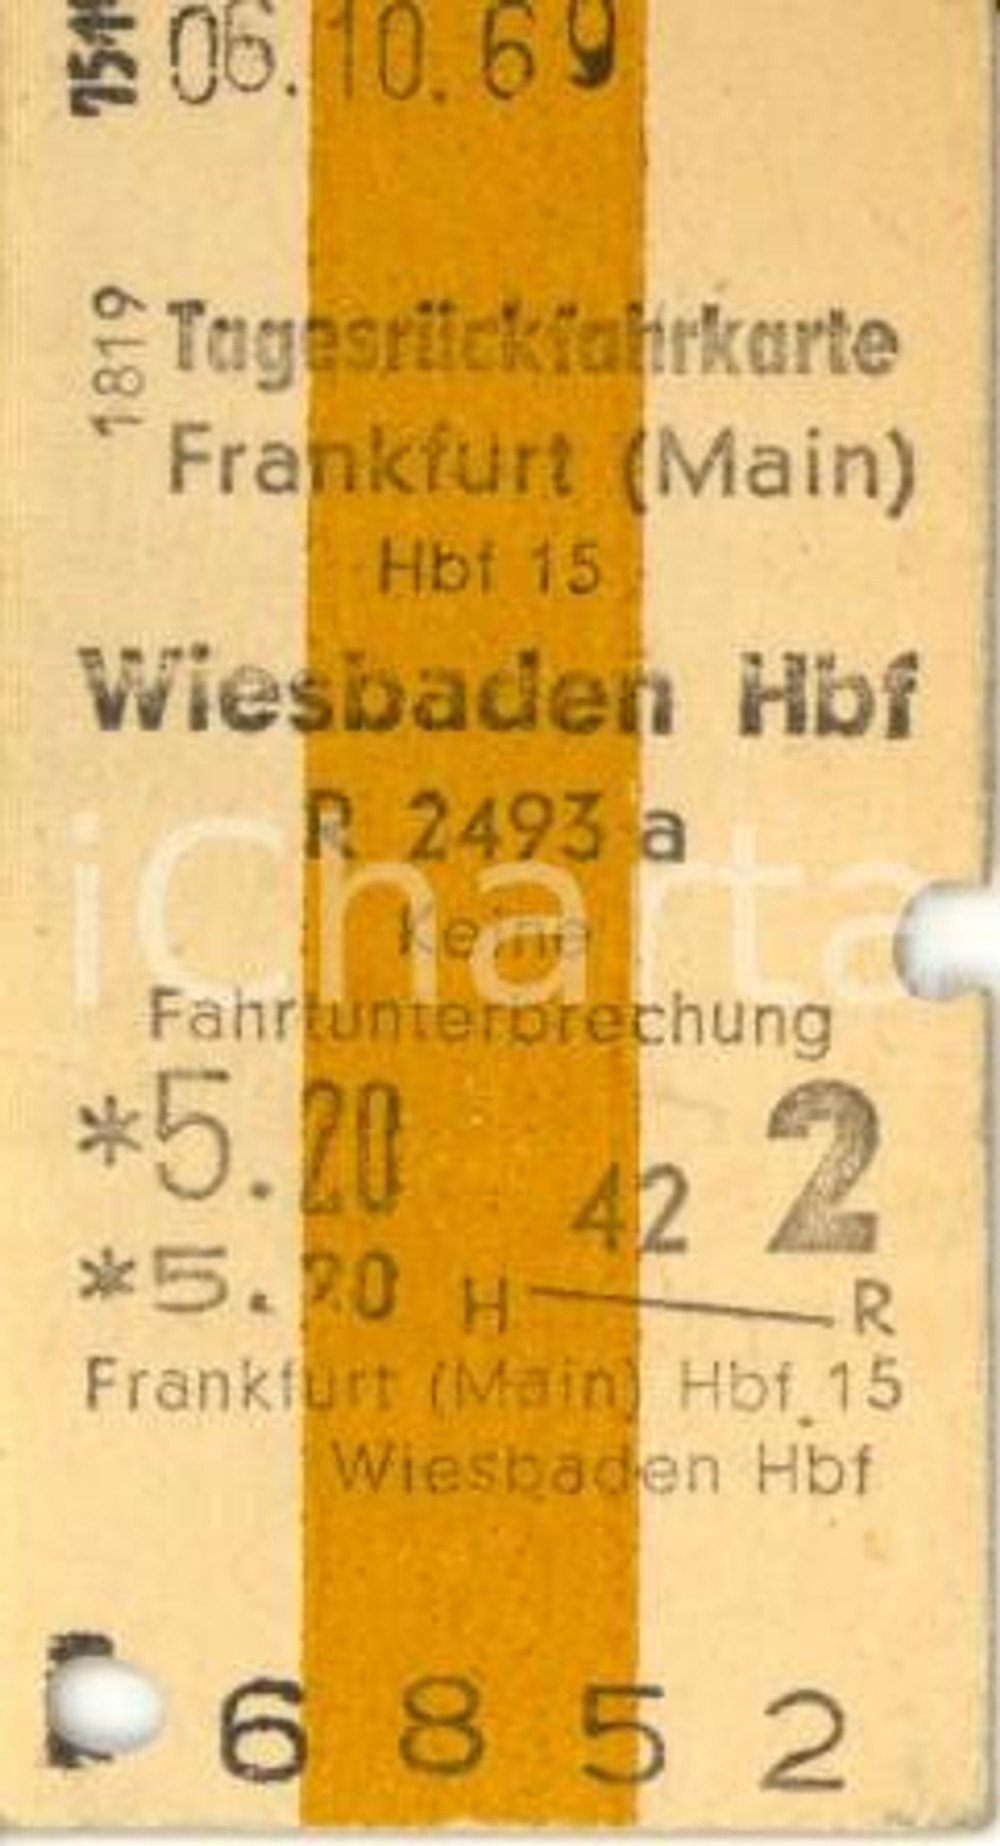 06.10.69
1819
Tagesrückfahrkarte
Frankfurt (Main)
Hbf 15
Wiesbaden Hbf
R 2493 a
iCharta
Keine
Fahrtunterbrechung
*5.20 42 2
*5.20 H R
Frankfurt (Main) Hbf 15
Wiesbaden Hbf
6852